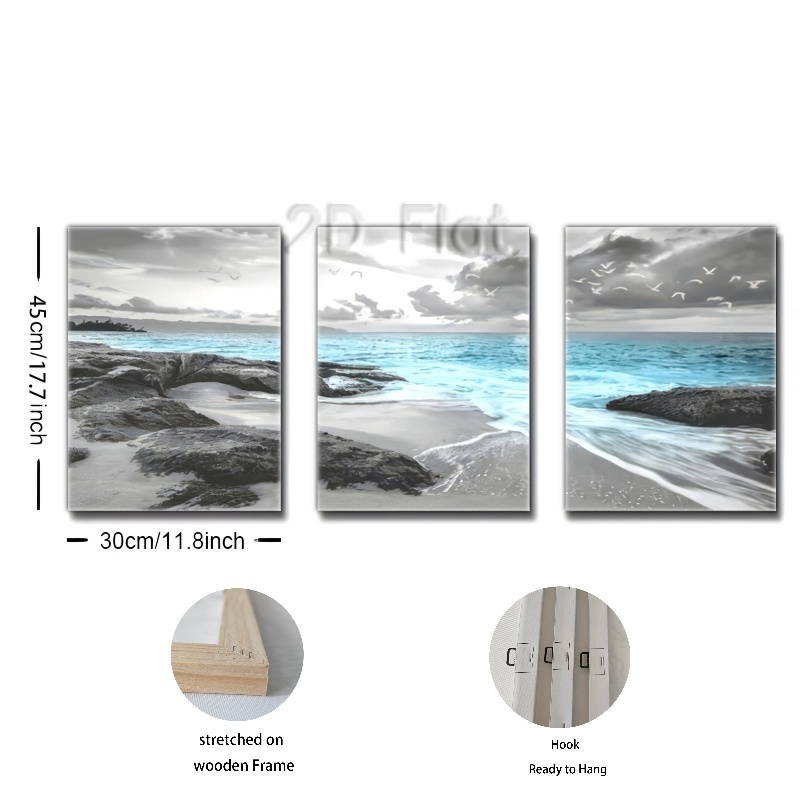 2D Flat
45cm/17.7inch
30cm/11.8inch
stretched on
wooden Frame
Hook
Ready to Hang